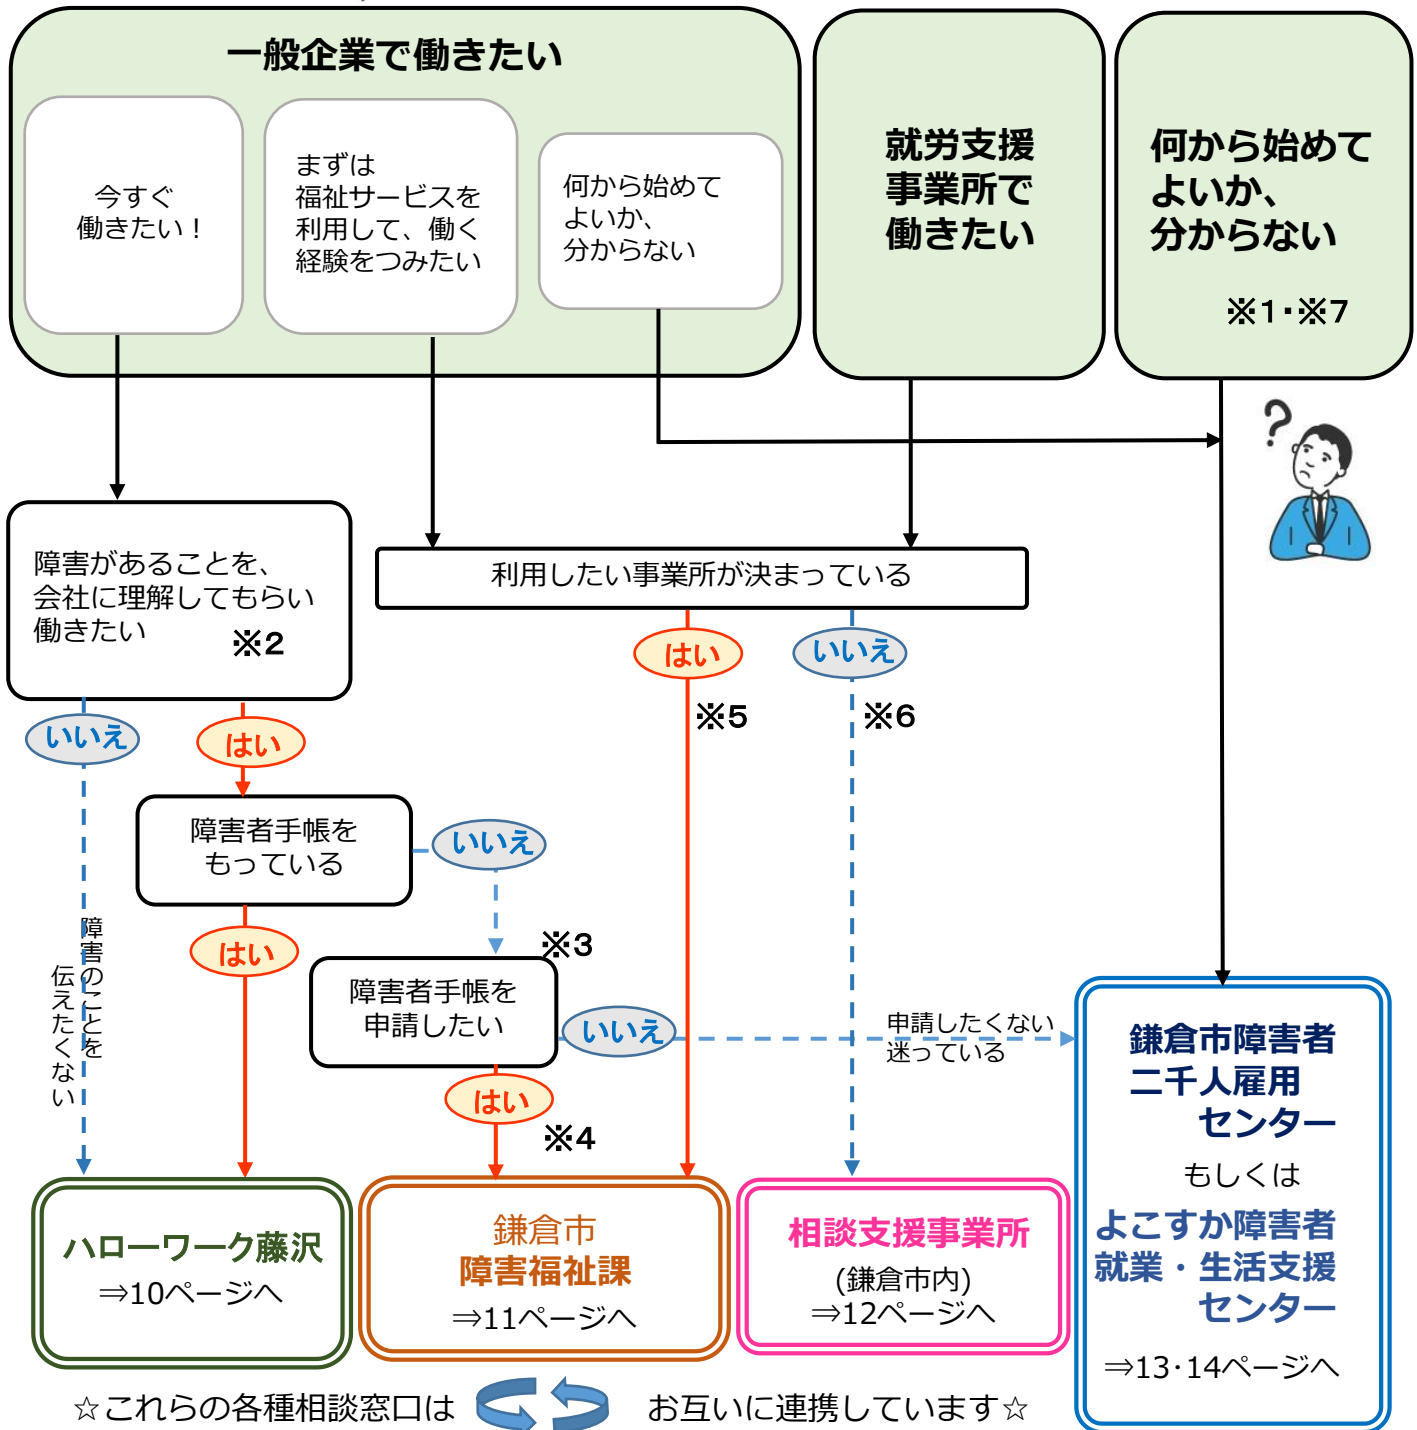 一般企業で働きたい
今すぐ
働きたい！
まずは
福祉サービスを
利用して、働く
経験をつみたい
何から始めて
よいか、
分からない
就労支援
事業所で
働きたい
何から始めて
よいか、
分からない
※1・※7
?
障害があることを、
会社に理解してもらい
働きたい
※2
利用したい事業所が決まっている
はい
いいえ
※5
※6
いいえ
はい
障害者手帳を
もっている
いいえ
はい
障害のことを
伝えたくない
※3
障害者手帳を
申請したい
いいえ
申請したくない
迷っている
はい
※4
ハローワーク藤沢
⇒10ページへ
鎌倉市
障害福祉課
⇒11ページへ
相談支援事業所
(鎌倉市内)
⇒12ページへ
鎌倉市障害者
二千人雇用
センター
もしくは
よこすか障害者
就業・生活支援
センター
⇒13・14ページへ
☆これらの各種相談窓口は お互いに連携しています☆